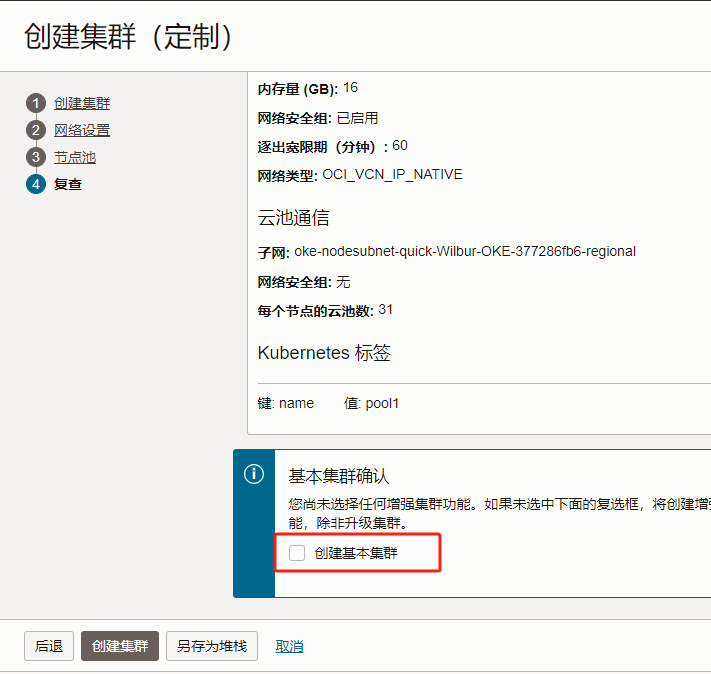 创建集群（定制）
1 创建集群
2 网络设置
3 节点池
4 复查
内存量 (GB): 16
网络安全组: 已启用
逐出宽限期（分钟）: 60
网络类型: OCI_VCN_IP_NATIVE
云池通信
子网: oke-nodesubnet-quick-Wilbur-OKE-377286fb6-regional
网络安全组: 无
每个节点的云池数: 31
Kubernetes 标签
键: name 值: pool1
基本集群确认
您尚未选择任何增强集群功能。如果未选中下面的复选框，将创建增强
能，除非升级集群。
创建基本集群
后退 创建集群 另存为堆栈 取消